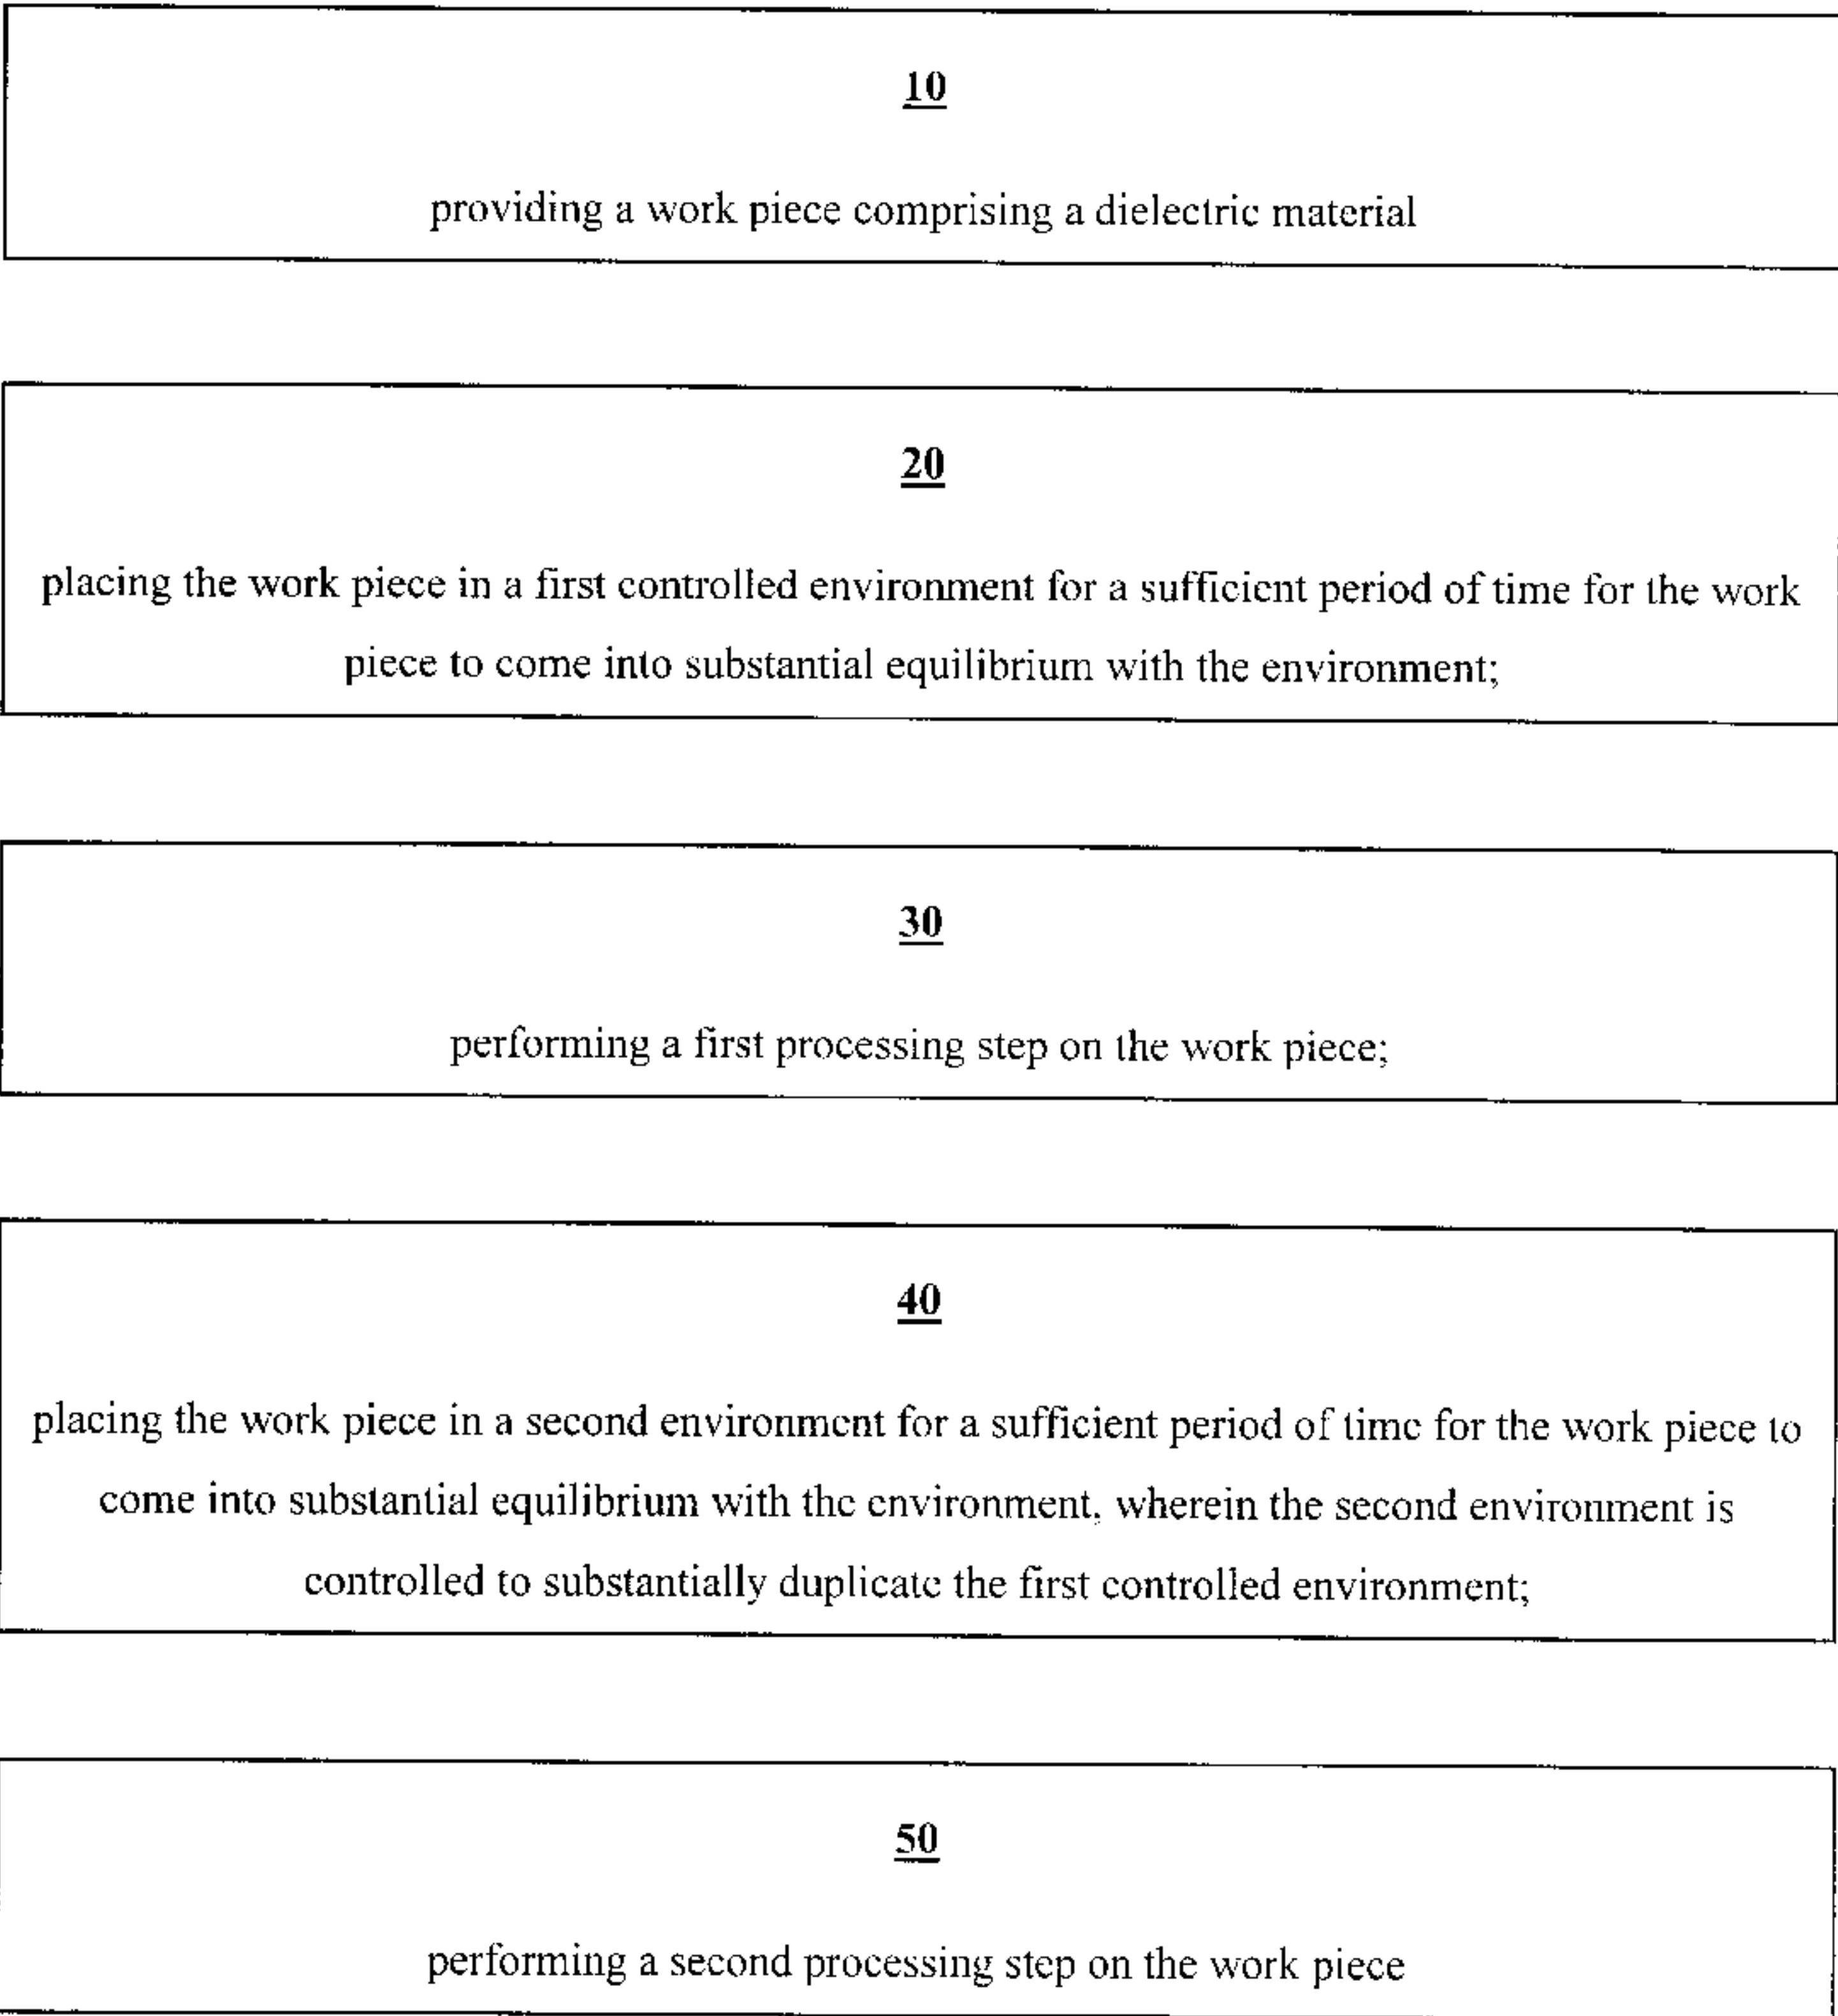 10
providing a work piece comprising a dielectric material
20
placing the work piece in a first controlled environment for a sufficient period of time for the work
piece to come into substantial equilibrium with the environment;
30
performing a first processing step on the work piece;
40
placing the work piece in a second environment for a sufficient period of time for the work piece to
come into substantial equilibrium with the environment, wherein the second environment is
controlled to substantially duplicate the first controlled environment;
50
performing a second processing step on the work piece